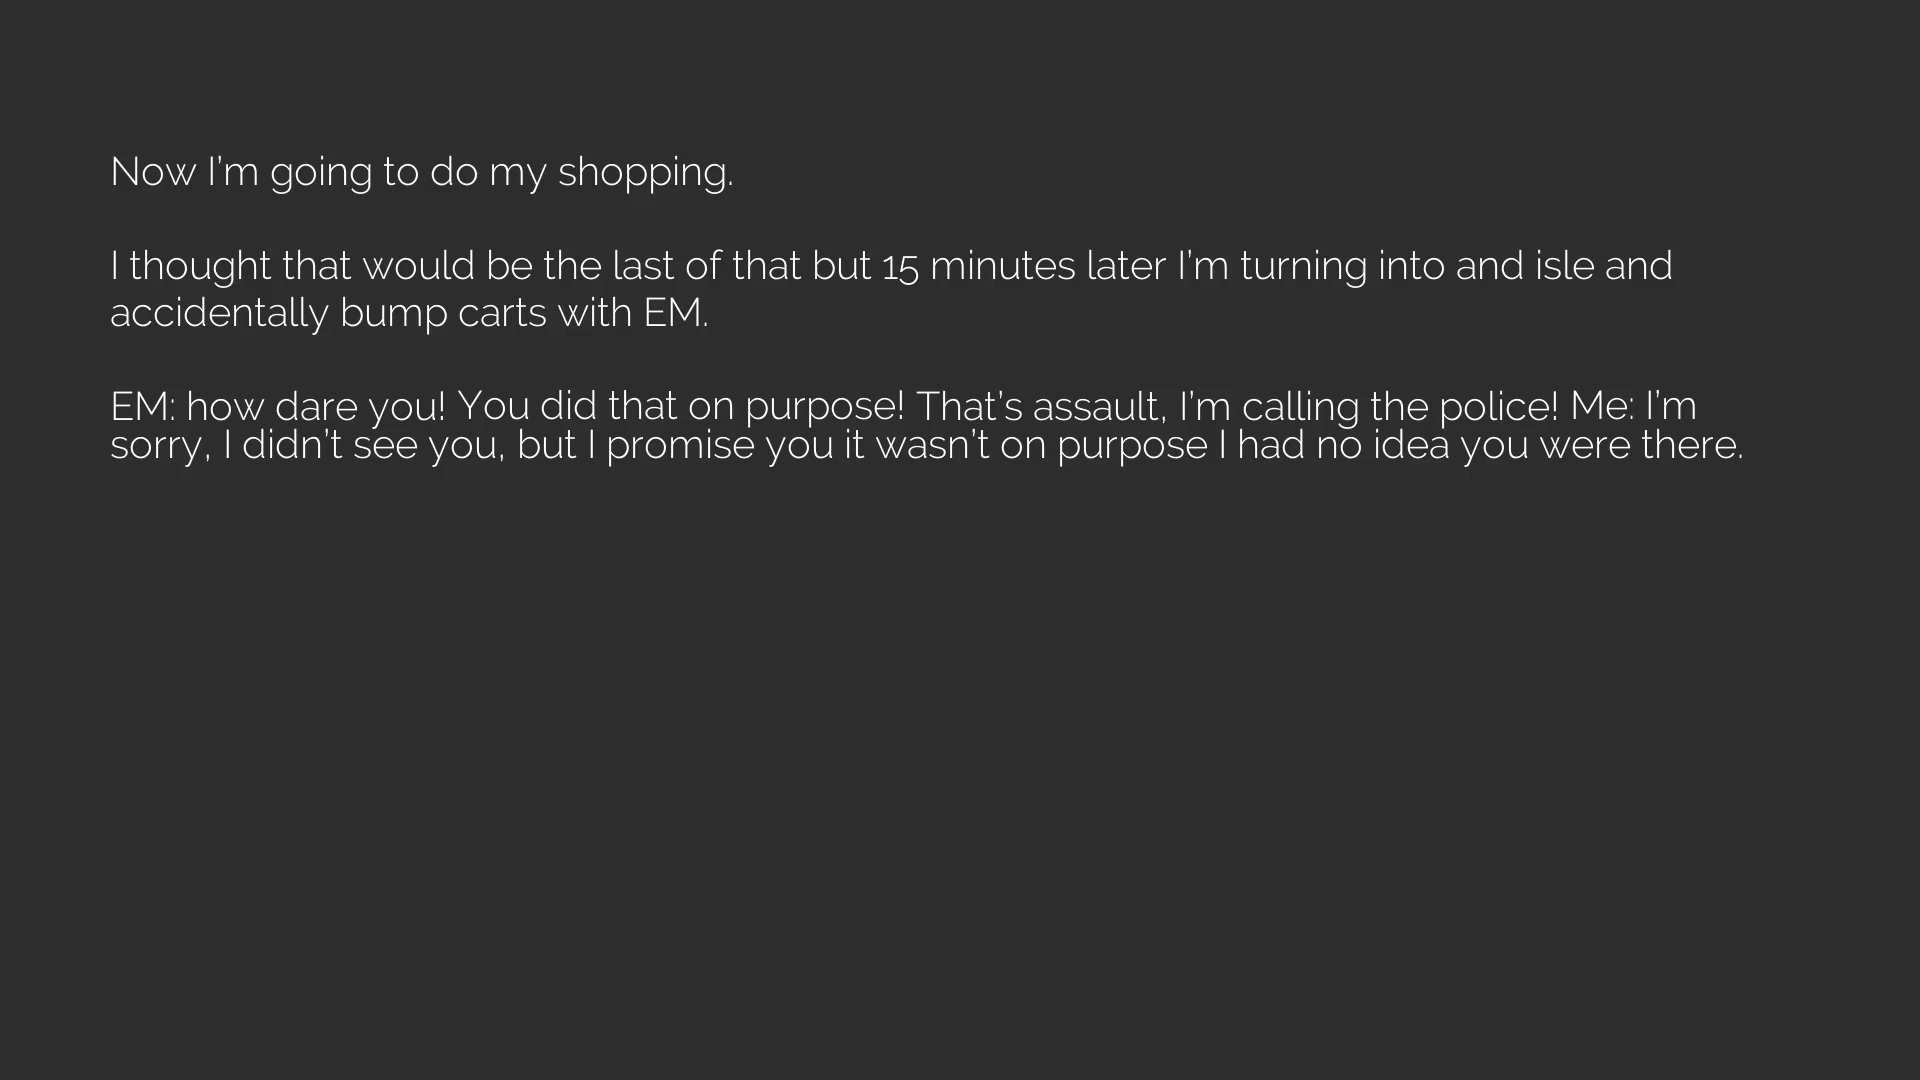 Now I'm going to do my shopping.
I thought that would be the last of that but 15 minutes later I'm turning into and isle and
accidentally bump carts with EM.
EM: how dare you! You did that on purpose! That's assault, I'm calling the police! Me: I'm
sorry, I didn't see you, but I promise you it wasn't on purpose I had no idea you were there.